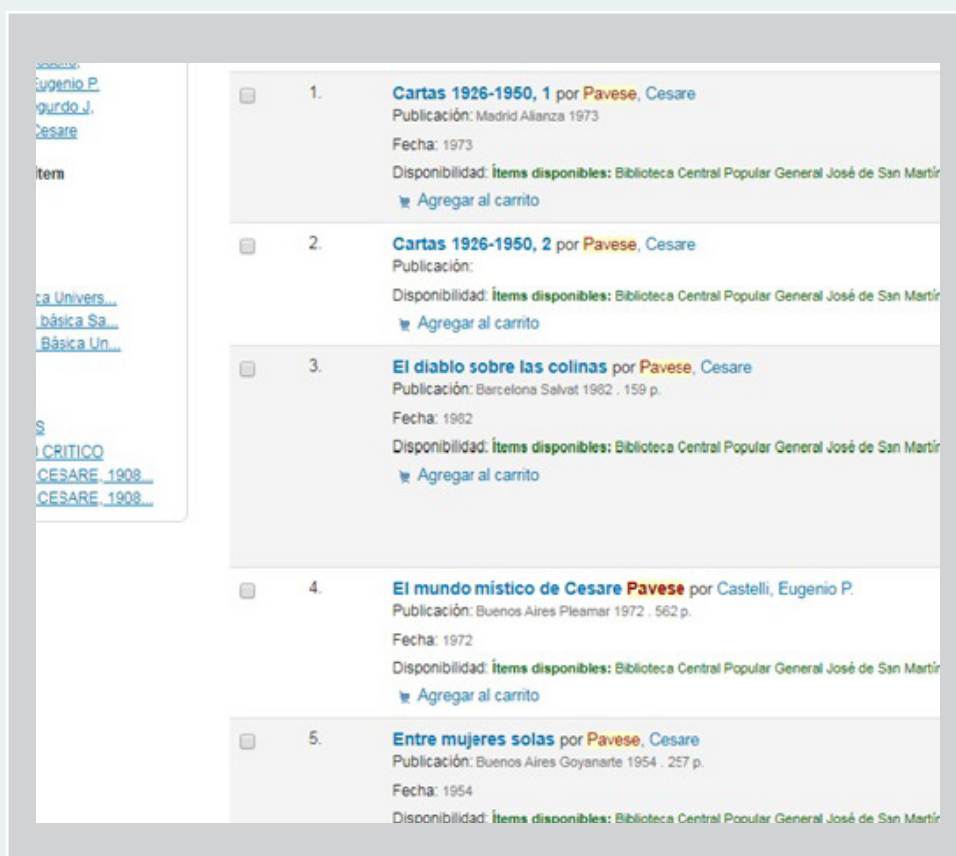 Eugenio P.
gurdo J.
Cesare
ítem
ca Univers...
básica Sa...
Básica Un...
S
CRITICO
CESARE, 1908...
CESARE, 1908...
1. Cartas 1926-1950, 1 por Pavese, Cesare
Publicación: Madrid Alianza 1973
Fecha: 1973
Disponibilidad: Ítems disponibles: Biblioteca Central Popular General José de San Martín
Agregar al carrito
2. Cartas 1926-1950, 2 por Pavese, Cesare
Publicación:
Disponibilidad: Ítems disponibles: Biblioteca Central Popular General José de San Martín
Agregar al carrito
3. El diablo sobre las colinas por Pavese, Cesare
Publicación: Barcelona Salvat 1982 . 159 p.
Fecha: 1982
Disponibilidad: Ítems disponibles: Biblioteca Central Popular General José de San Martín
Agregar al carrito
4. El mundo místico de Cesare Pavese por Castelli, Eugenio P.
Publicación: Buenos Aires Pleamar 1972 . 562 p.
Fecha: 1972
Disponibilidad: Ítems disponibles: Biblioteca Central Popular General José de San Martín
Agregar al carrito
5. Entre mujeres solas por Pavese, Cesare
Publicación: Buenos Aires Goyanarte 1954 . 257 p.
Fecha: 1954
Disponibilidad: Ítems disponibles: Biblioteca Central Popular General José de San Martín